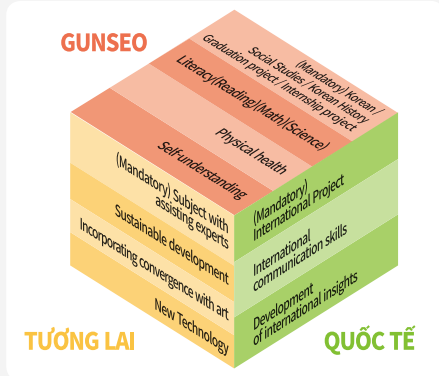 GUNSEO
(Mandatory) Korean /
Social Studies / Korean History
Graduation project / Internship project
Literacy(Reading)(Math)(Science)
Physical health
Self-understanding
(Mandatory) Subject with
assisting experts
Sustainable development
Incorporating convergence with art
New Technology
(Mandatory)
International Project
International
communication skills
Development
of international insights
TƯƠNG LAI
QUỐC TẾ